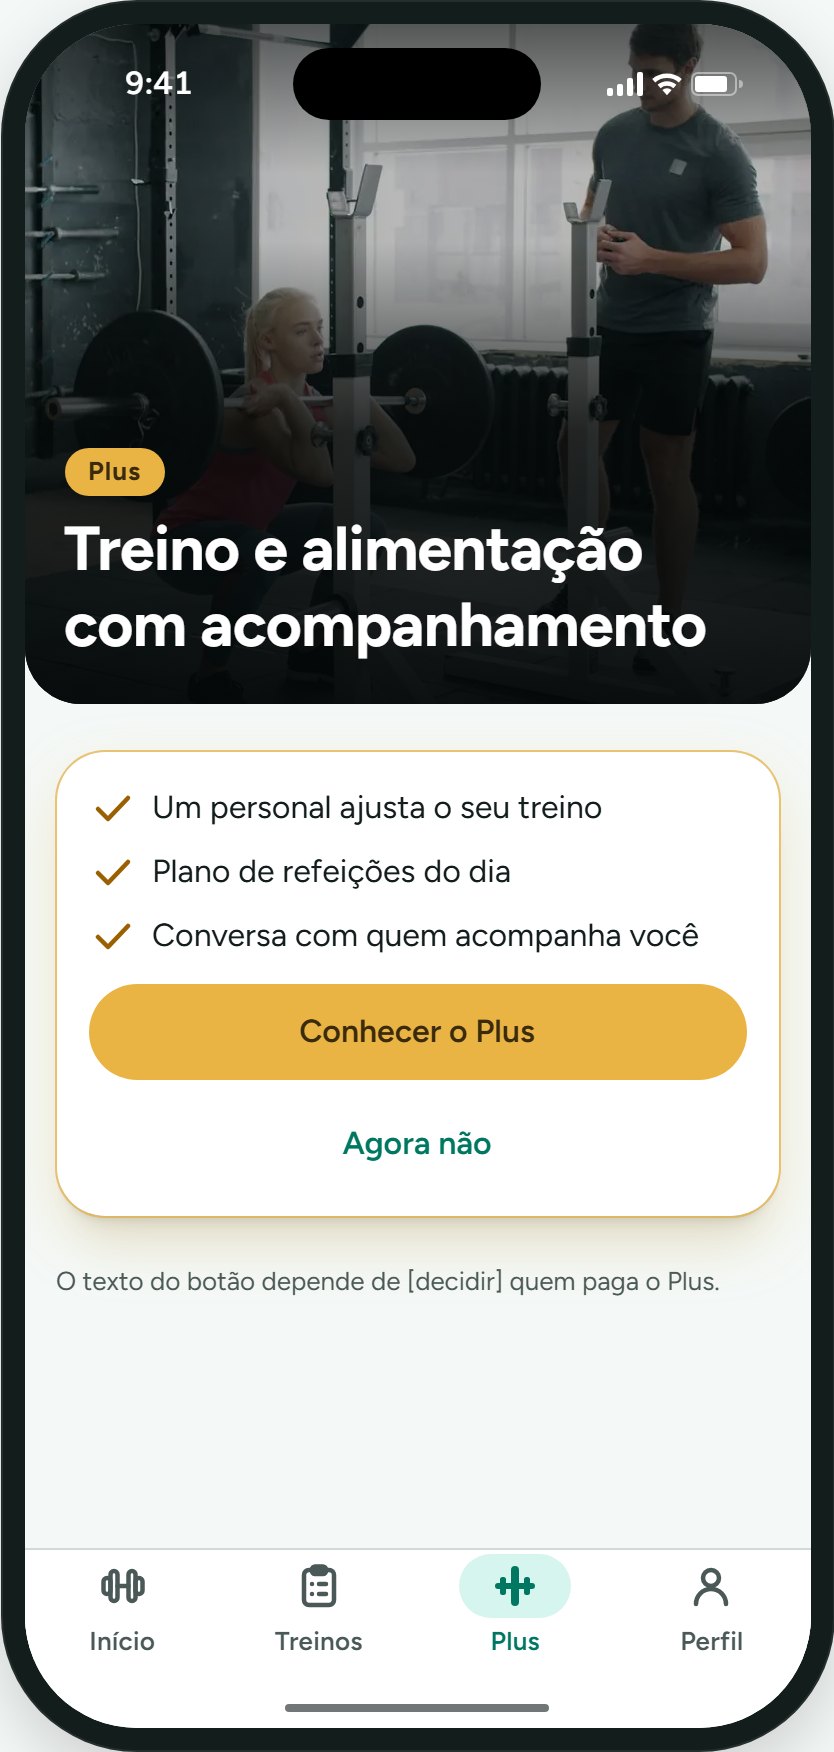 9:41
Plus
Treino e alimentação
com acompanhamento
Um personal ajusta o seu treino
Plano de refeições do dia
Conversa com quem acompanha você
Conhecer o Plus
Agora não
O texto do botão depende de [decidir] quem paga o Plus.
Início
Treinos
Plus
Perfil